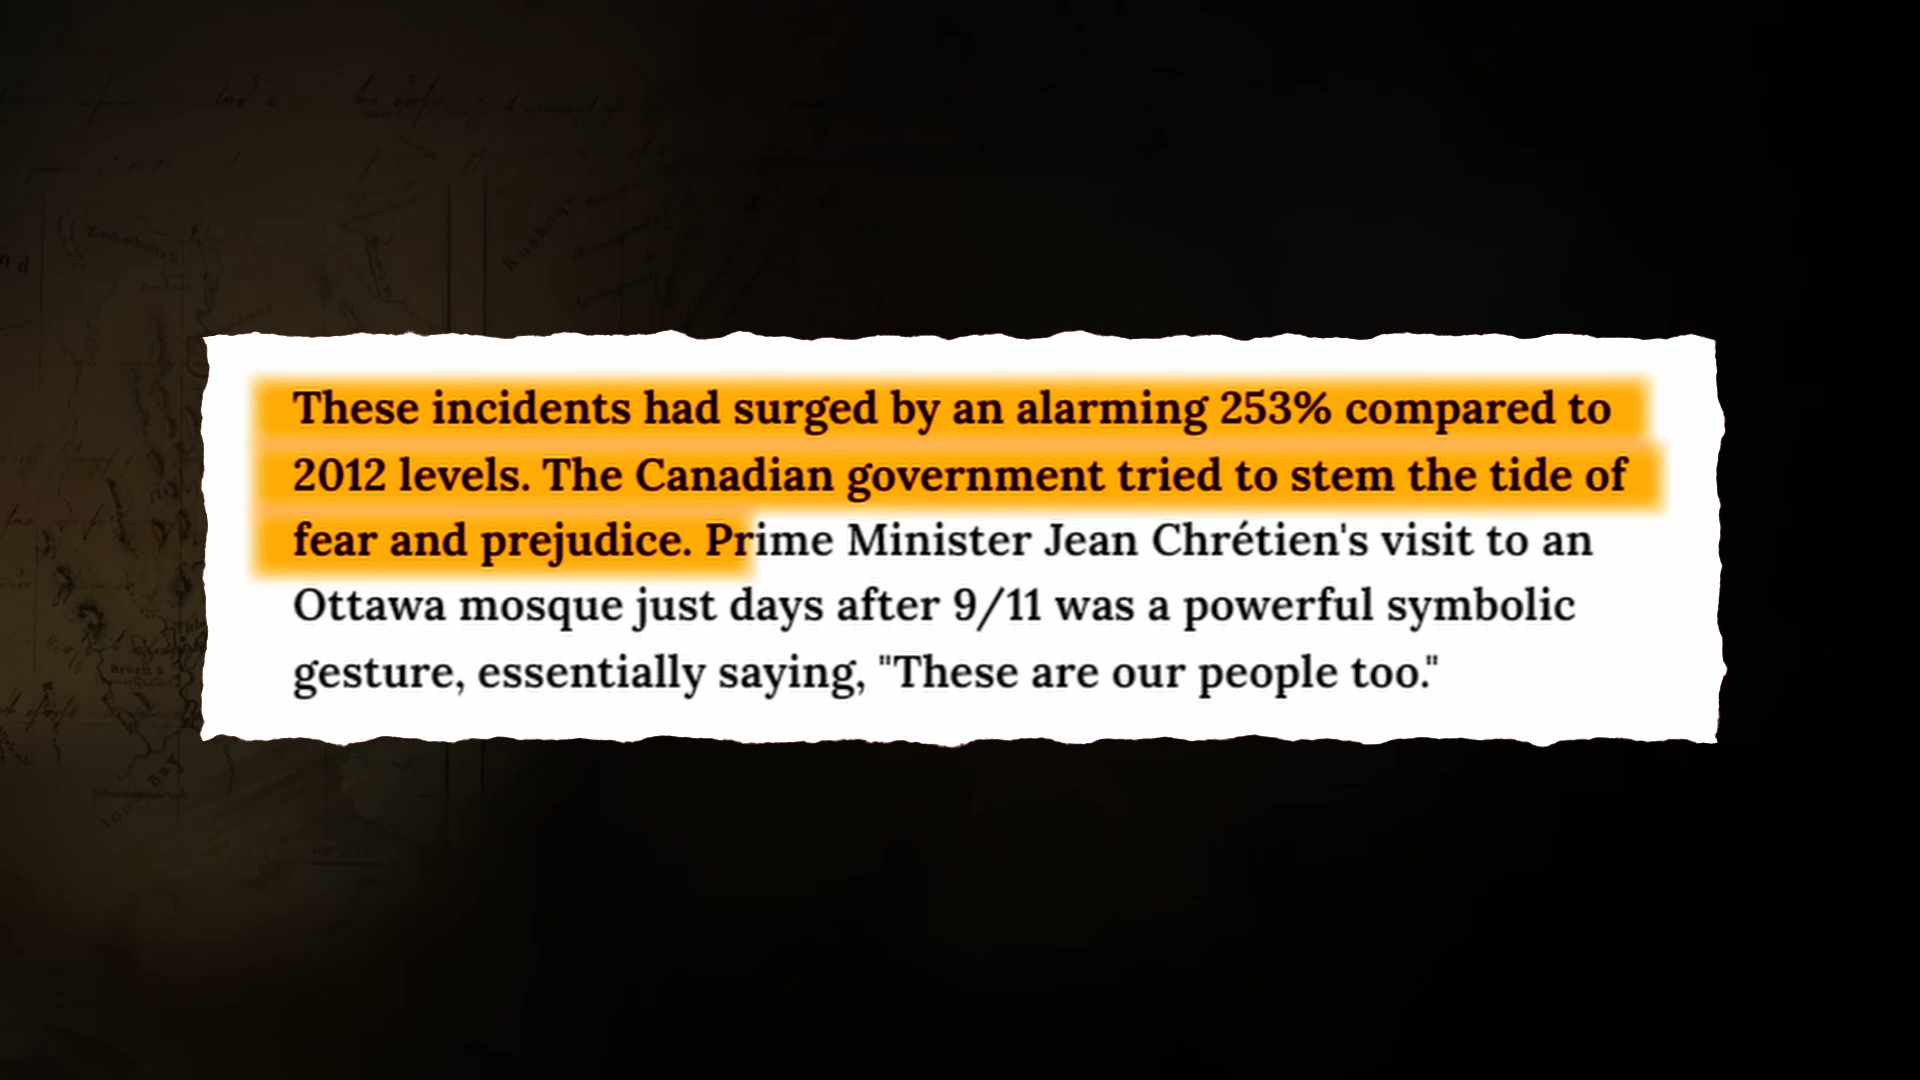 These incidents had surged by an alarming 253% compared to
2012 levels. The Canadian government tried to stem the tide of
fear and prejudice. Prime Minister Jean Chrétien's visit to an
Ottawa mosque just days after 9/11 was a powerful symbolic
gesture, essentially saying, "These are our people too."